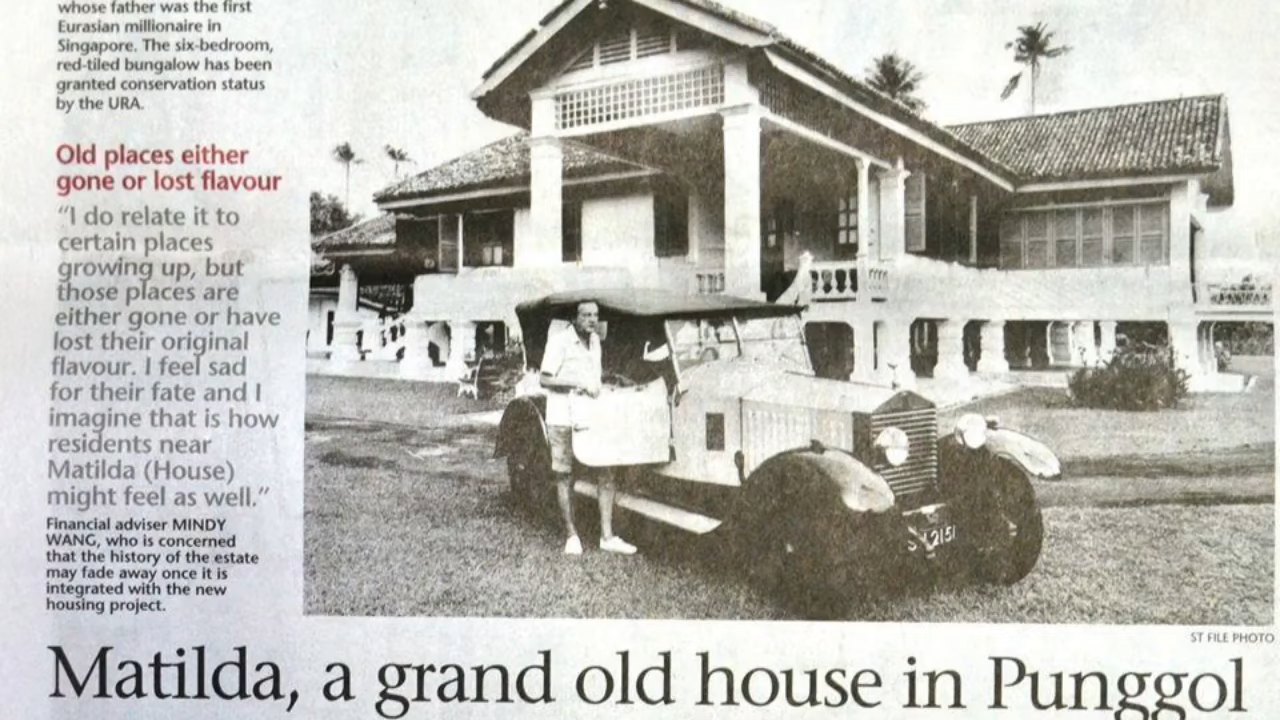 whose father was the first
Eurasian millionaire in
Singapore. The six-bedroom,
red-tiled bungalow has been
granted conservation status
by the URA.
Old places either
gone or lost flavour
“I do relate it to
certain places
growing up, but
those places are
either gone or have
lost their original
flavour. I feel sad
for their fate and I
imagine that is how
residents near
Matilda (House)
might feel as well.”
Financial adviser MINDY
WANG, who is concerned
that the history of the estate
may fade away once it is
integrated with the new
housing project.
2151
ST FILE PHOTO
Matilda, a grand old house in Punggol